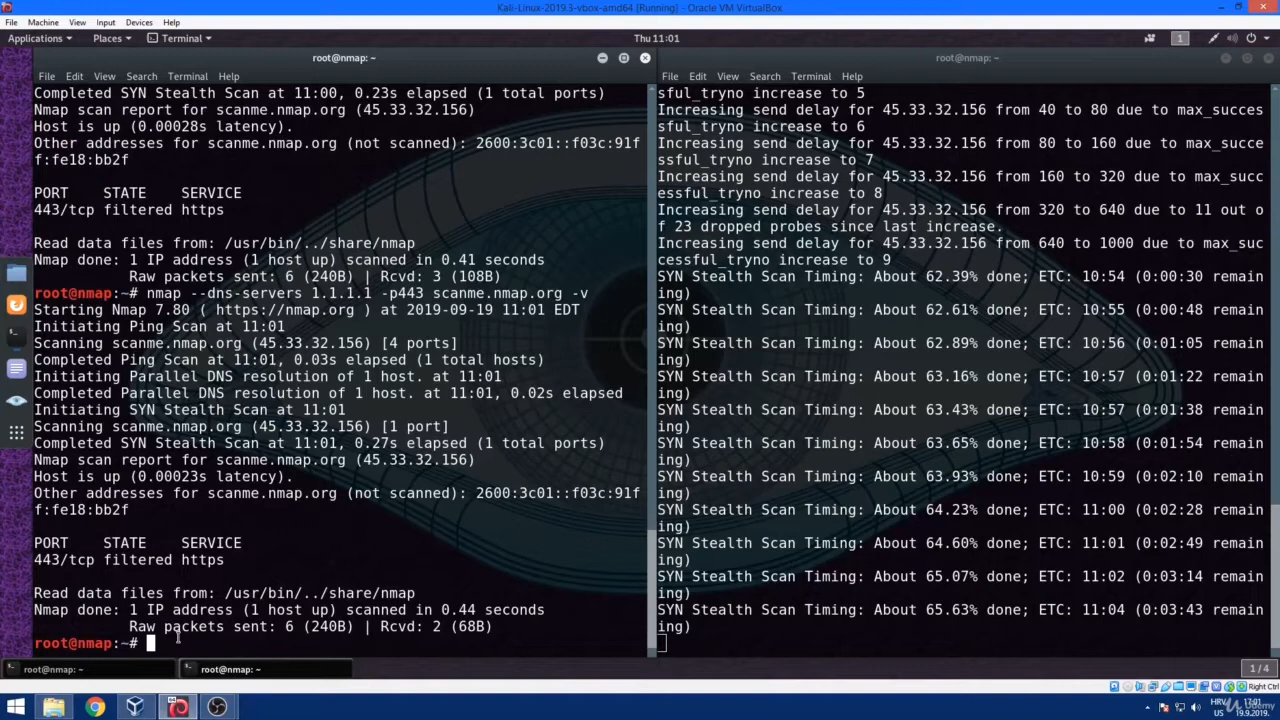 Kali-Linux-2019.3-vbox-amd64 [Running] - Oracle VM VirtualBox
File Machine View Input Devices Help
Applications Places Terminal Thu 11:01 1
root@nmap: ~
File Edit View Search Terminal Help
Completed SYN Stealth Scan at 11:00, 0.23s elapsed (1 total ports)
Nmap scan report for scanme.nmap.org (45.33.32.156)
Host is up (0.00028s latency).
Other addresses for scanme.nmap.org (not scanned): 2600:3c01::f03c:91f
f:fe18:bb2f
PORT STATE SERVICE
443/tcp filtered https
Read data files from: /usr/bin/../share/nmap
Nmap done: 1 IP address (1 host up) scanned in 0.41 seconds
Raw packets sent: 6 (240B) | Rcvd: 3 (108B)
root@nmap:~# nmap --dns-servers 1.1.1.1 -p443 scanme.nmap.org -v
Starting Nmap 7.80 ( https://nmap.org ) at 2019-09-19 11:01 EDT
Initiating Ping Scan at 11:01
Scanning scanme.nmap.org (45.33.32.156) [4 ports]
Completed Ping Scan at 11:01, 0.03s elapsed (1 total hosts)
Initiating Parallel DNS resolution of 1 host. at 11:01
Completed Parallel DNS resolution of 1 host. at 11:01, 0.02s elapsed
Initiating SYN Stealth Scan at 11:01
Scanning scanme.nmap.org (45.33.32.156) [1 port]
Completed SYN Stealth Scan at 11:01, 0.27s elapsed (1 total ports)
Nmap scan report for scanme.nmap.org (45.33.32.156)
Host is up (0.00023s latency).
Other addresses for scanme.nmap.org (not scanned): 2600:3c01::f03c:91f
f:fe18:bb2f
PORT STATE SERVICE
443/tcp filtered https
Read data files from: /usr/bin/../share/nmap
Nmap done: 1 IP address (1 host up) scanned in 0.44 seconds
Raw packets sent: 6 (240B) | Rcvd: 2 (68B)
root@nmap:~#
root@nmap: ~
File Edit View Search Terminal Help
sful_tryno increase to 5
Increasing send delay for 45.33.32.156 from 40 to 80 due to max_succes
sful_tryno increase to 6
Increasing send delay for 45.33.32.156 from 80 to 160 due to max_succe
ssful_tryno increase to 7
Increasing send delay for 45.33.32.156 from 160 to 320 due to max_succ
essful_tryno increase to 8
Increasing send delay for 45.33.32.156 from 320 to 640 due to 11 out o
f 23 dropped probes since last increase.
Increasing send delay for 45.33.32.156 from 640 to 1000 due to max_suc
cessful_tryno increase to 9
SYN Stealth Scan Timing: About 62.39% done; ETC: 10:54 (0:00:30 remain
ing)
SYN Stealth Scan Timing: About 62.61% done; ETC: 10:55 (0:00:48 remain
ing)
SYN Stealth Scan Timing: About 62.89% done; ETC: 10:56 (0:01:05 remain
ing)
SYN Stealth Scan Timing: About 63.16% done; ETC: 10:57 (0:01:22 remain
ing)
SYN Stealth Scan Timing: About 63.43% done; ETC: 10:57 (0:01:38 remain
ing)
SYN Stealth Scan Timing: About 63.65% done; ETC: 10:58 (0:01:54 remain
ing)
SYN Stealth Scan Timing: About 63.93% done; ETC: 10:59 (0:02:10 remain
ing)
SYN Stealth Scan Timing: About 64.23% done; ETC: 11:00 (0:02:28 remain
ing)
SYN Stealth Scan Timing: About 64.60% done; ETC: 11:01 (0:02:49 remain
ing)
SYN Stealth Scan Timing: About 65.07% done; ETC: 11:02 (0:03:14 remain
ing)
SYN Stealth Scan Timing: About 65.63% done; ETC: 11:04 (0:03:43 remain
ing)
root@nmap: ~ root@nmap: ~ 1 / 4
Right Ctrl
HRV 17:01
US 19.9.2019.
Udemy